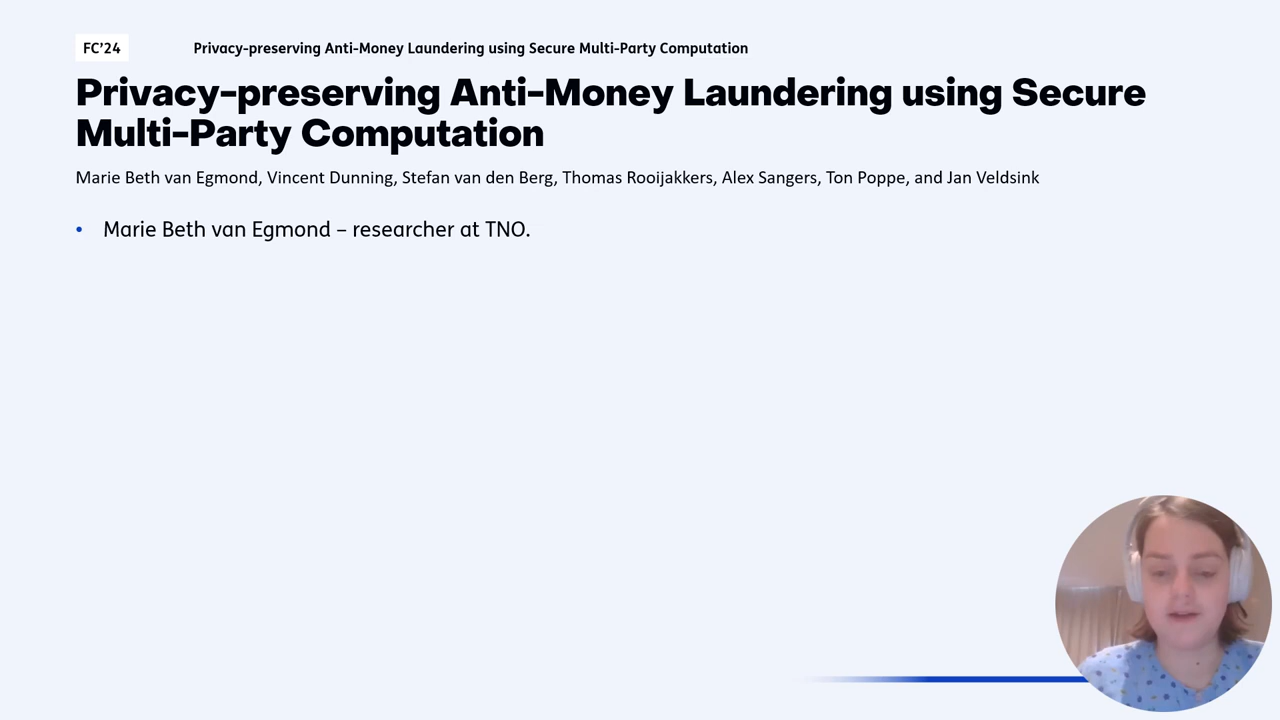 FC’24
Privacy-preserving Anti-Money Laundering using Secure Multi-Party Computation
Privacy-preserving Anti-Money Laundering using Secure
Multi-Party Computation
Marie Beth van Egmond, Vincent Dunning, Stefan van den Berg, Thomas Rooijakkers, Alex Sangers, Ton Poppe, and Jan Veldsink
• Marie Beth van Egmond – researcher at TNO.